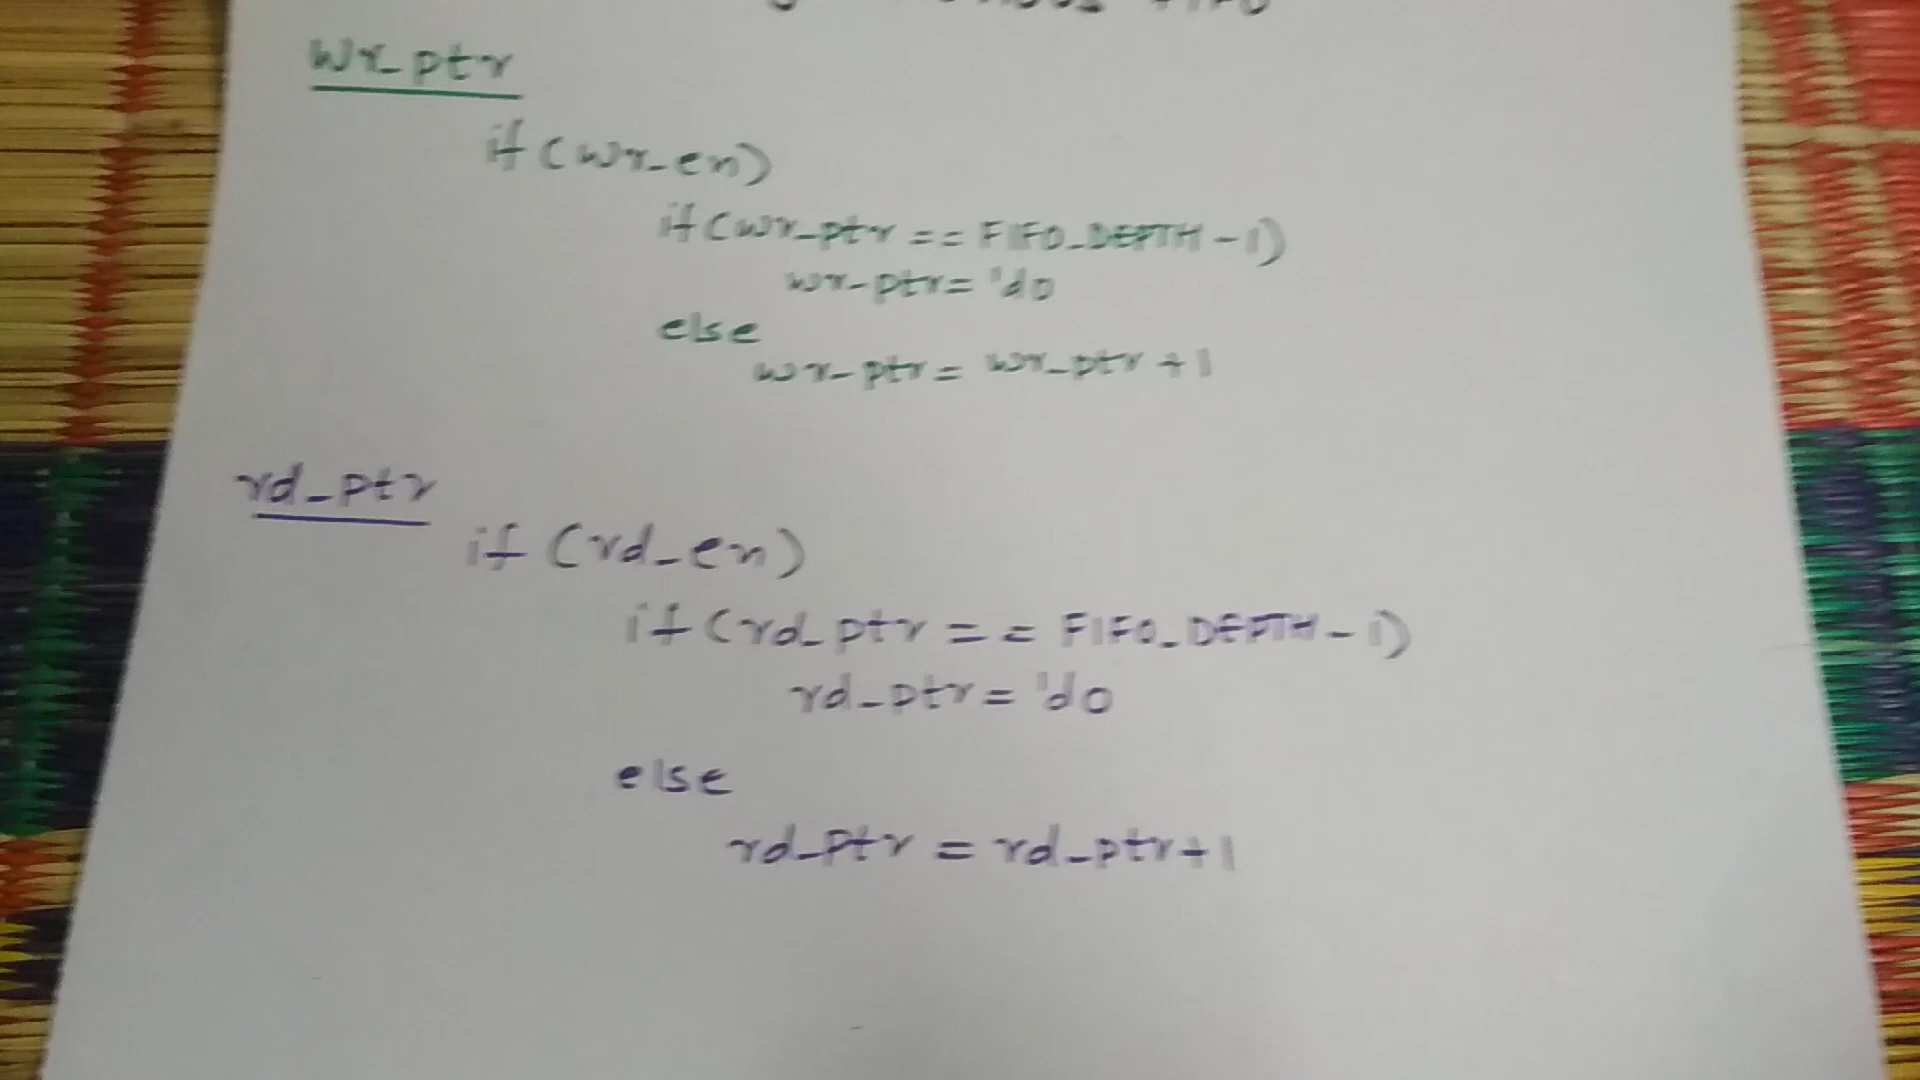 FIFO
wr_ptr
if (wr_en)
if (wr_ptr == FIFO_DEPTH - 1)
wr_ptr = 'd0
else
wr_ptr = wr_ptr + 1
rd_ptr
if (rd_en)
if (rd_ptr == FIFO_DEPTH - 1)
rd_ptr = 'd0
else
rd_ptr = rd_ptr + 1